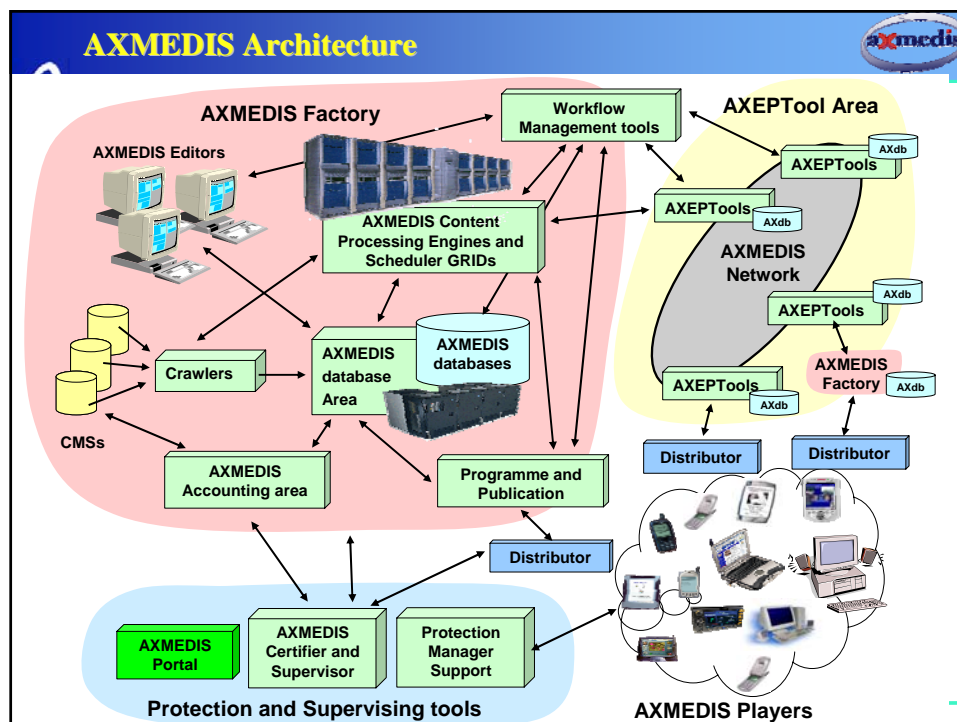 AXMEDIS Architecture
axmedis
AXMEDIS Factory
Workflow
Management tools
AXEPTool Area
AXMEDIS Editors
AXdb
AXEPTools
AXEPTools
AXdb
AXMEDIS Content
Processing Engines and
Scheduler GRIDs
AXMEDIS
Network
AXdb
AXEPTools
AXMEDIS
database
Area
AXMEDIS
databases
Crawlers
AXMEDIS
Factory
AXdb
AXEPTools
AXdb
CMSs
Distributor
Distributor
AXMEDIS
Accounting area
Programme and
Publication
Distributor
AXMEDIS
Portal
AXMEDIS
Certifier and
Supervisor
Protection
Manager
Support
Protection and Supervising tools
AXMEDIS Players